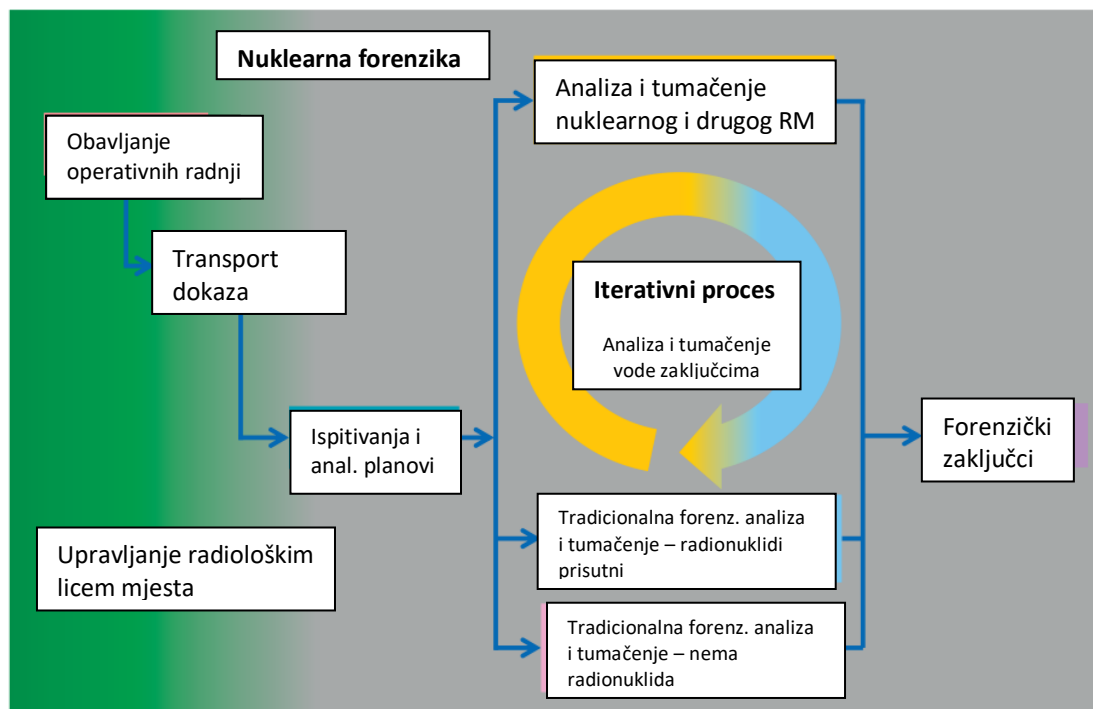 Nuklearna forenzika
Obavljanje
operativnih radnji
Transport
dokaza
Ispitivanja i
anal. planovi
Upravljanje radiološkim
licem mjesta
Analiza i tumačenje
nuklearnog i drugog RM
Iterativni proces
Analiza i tumačenje
vode zaključcima
Tradicionalna forenz. analiza
i tumačenje – radionuklidi
prisutni
Tradicionalna forenz. analiza
i tumačenje – nema
radionuklida
Forenzički
zaključci